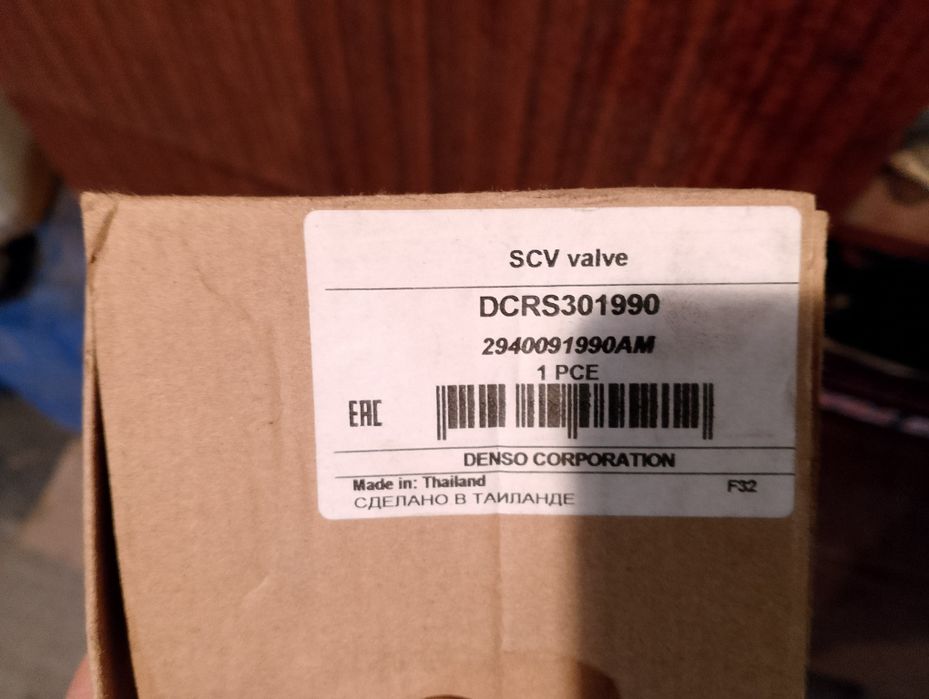 SCV valve
DCRS301990
2940091990AM
1 PCE
EAC
DENSO CORPORATION
Made in: Thailand F32
СДЕЛАНО В ТАИЛАНДЕ